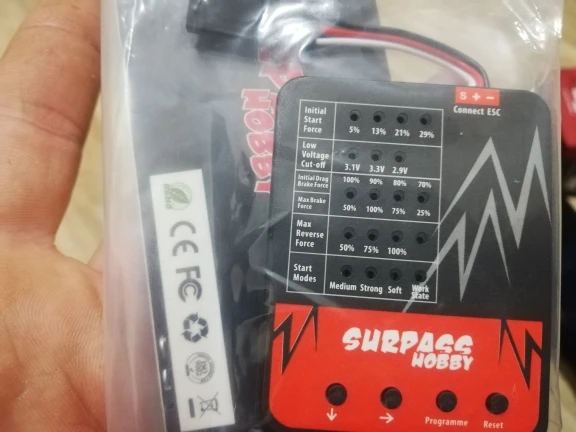 S + -
Connect ESC
Initial
Start
Force
5% 13% 21% 29%
Low
Voltage
Cut-off
3.1V 3.3V 2.9V
Initial Drag
Brake Force
100% 90% 80% 70%
Max Brake
Force
50% 100% 75% 25%
Max
Reverse
Force
50% 75% 100%
Start
Modes
Medium Strong Soft Work
State
SURPASS
HOBBY
↓ → Programme Reset
HOBBY
CE FC